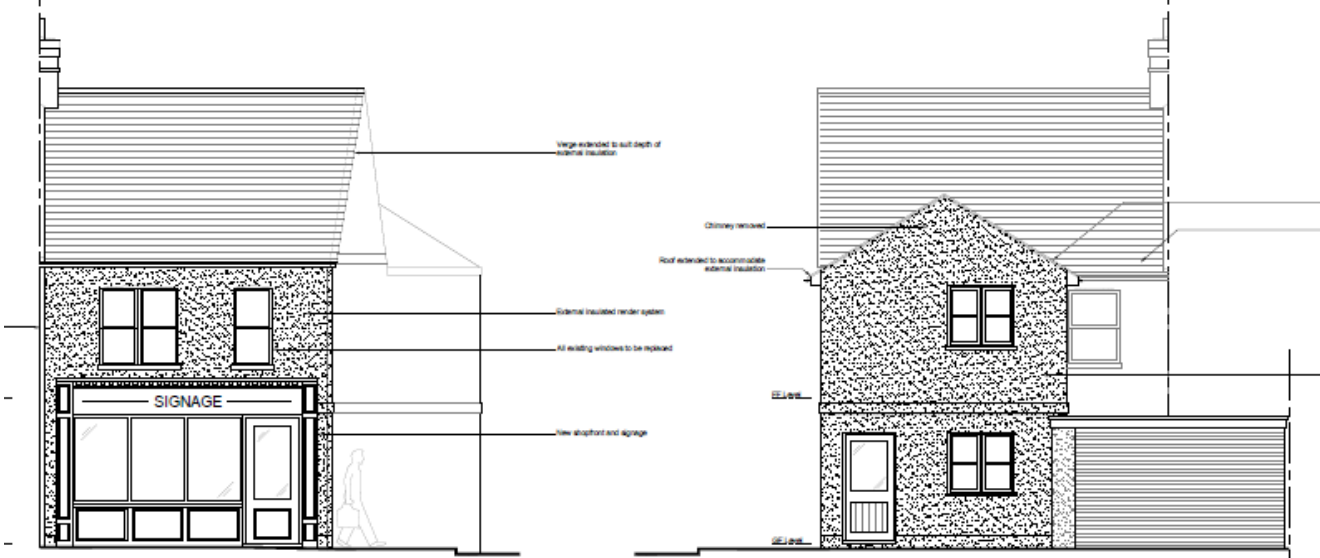 Verge extended to suit depth of
external insulation
Chimney removed
Roof extended to accommodate
external insulation
External insulated render system
All existing windows to be replaced
FF Level
SIGNAGE
New shopfront and signage
GF Level